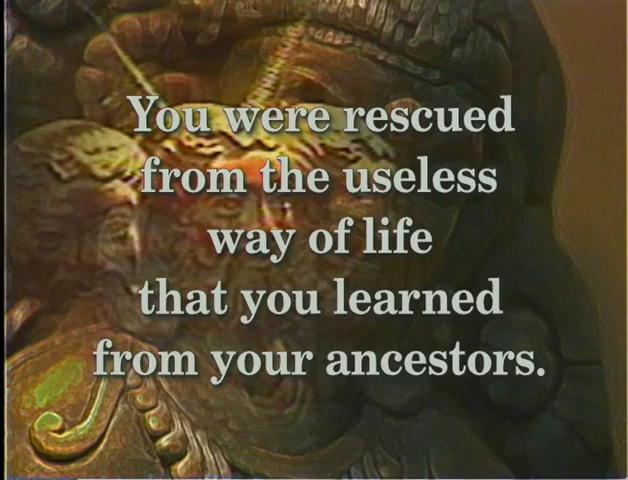 You were rescued
from the useless
way of life
that you learned
from your ancestors.